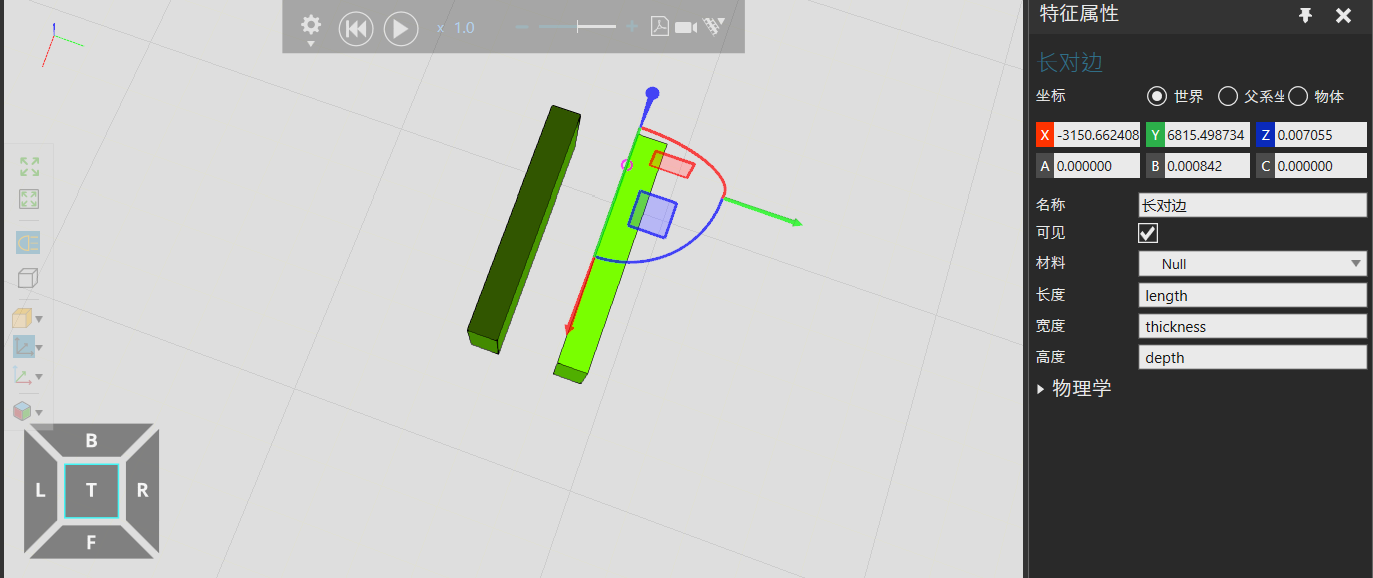 x 1.0
B
L T R
F
特征属性
长对边
坐标 世界 父系坐 物体
X -3150.662408 Y 6815.498734 Z 0.007055
A 0.000000 B 0.000842 C 0.000000
名称 长对边
可见
材料 Null
长度 length
宽度 thickness
高度 depth
物理学